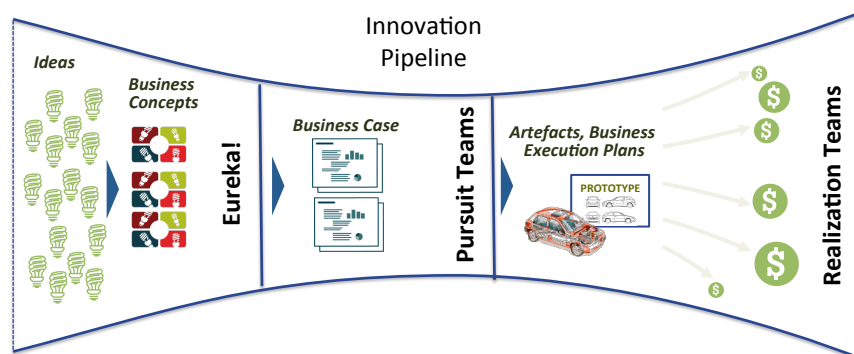 Innovation
Pipeline
Ideas
Business
Concepts
Eureka!
Business Case
Pursuit Teams
Artefacts, Business
Execution Plans
PROTOTYPE
$
$
$
$
$
$
Realization Teams